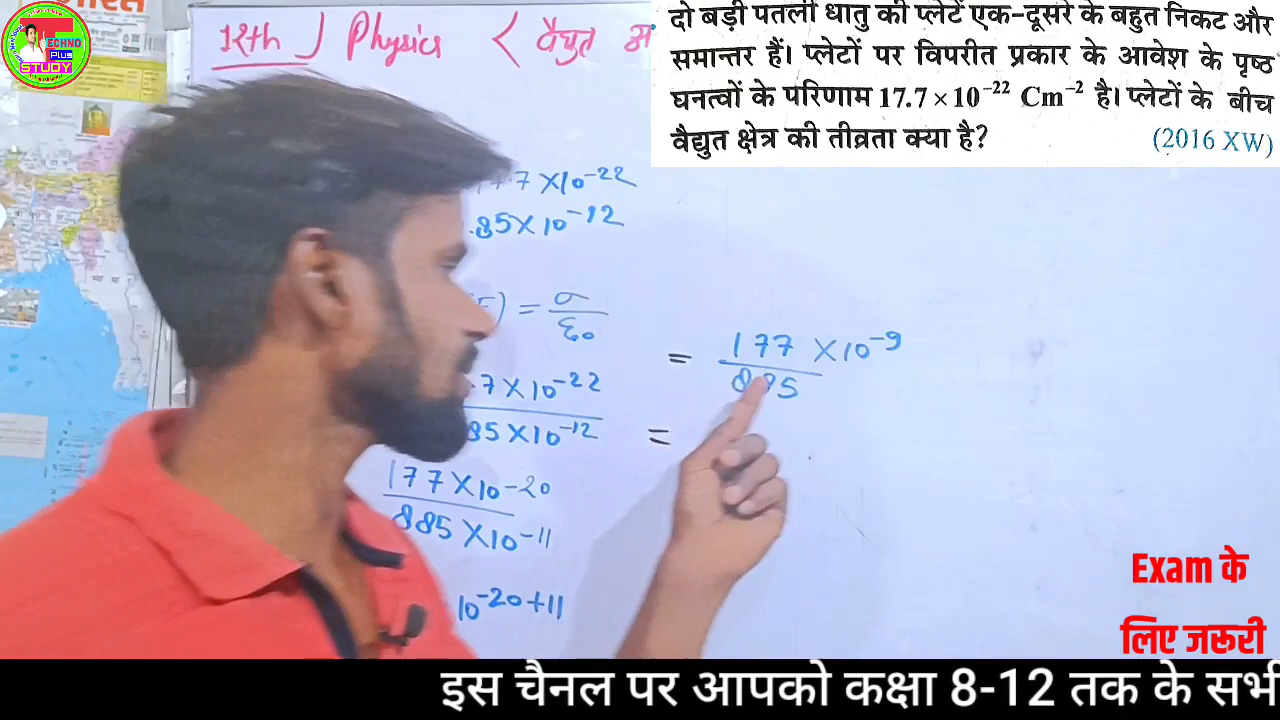 TECHNO
Plus
STUDY
12th Physics वैद्युत
दो बड़ी पतली धातु की प्लेटें एक-दूसरे के बहुत निकट और
समान्तर हैं। प्लेटों पर विपरीत प्रकार के आवेश के पृष्ठ
घनत्वों के परिणाम 17.7 × 10⁻²² Cm⁻² है। प्लेटों के बीच
वैद्युत क्षेत्र की तीव्रता क्या है?
(2016 XW)
7 × 10⁻²²
.85 × 10⁻¹²
) = σ/ε₀
7 × 10⁻²²
85 × 10⁻¹²
177 × 10⁻²⁰
885 × 10⁻¹¹
10⁻²⁰⁺¹¹
= 177 × 10⁻⁹
885
=
Exam के
लिए जरूरी
इस चैनल पर आपको कक्षा 8-12 तक के सभी